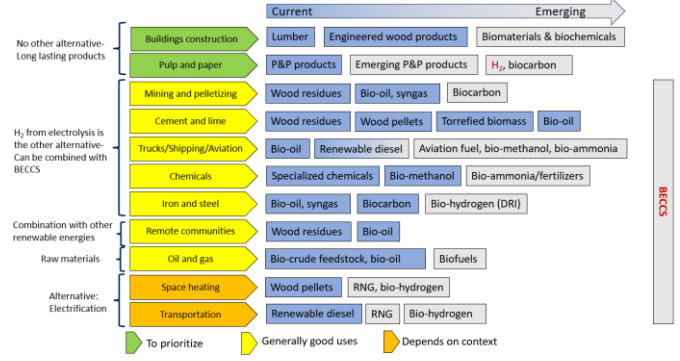 Current
Emerging
No other alternative-
Long lasting products
Buildings construction
Lumber
Engineered wood products
Biomaterials & biochemicals
Pulp and paper
P&P products
Emerging P&P products
H2, biocarbon
H2 from electrolysis is
the other alternative-
Can be combined with
BECCS
Mining and pelletizing
Wood residues
Bio-oil, syngas
Biocarbon
Cement and lime
Wood residues
Wood pellets
Torrefied biomass
Bio-oil
Trucks/Shipping/Aviation
Bio-oil
Renewable diesel
Aviation fuel, bio-methanol, bio-ammonia
Chemicals
Specialized chemicals
Bio-methanol
Bio-ammonia/fertilizers
Iron and steel
Bio-oil, syngas
Biocarbon
Bio-hydrogen (DRI)
Combination with other
renewable energies
Remote communities
Wood residues
Bio-oil
Raw materials
Oil and gas
Bio-crude feedstock, bio-oil
Biofuels
Alternative:
Electrification
Space heating
Wood pellets
RNG, bio-hydrogen
Transportation
Renewable diesel
RNG
Bio-hydrogen
BECCS
To prioritize
Generally good uses
Depends on context